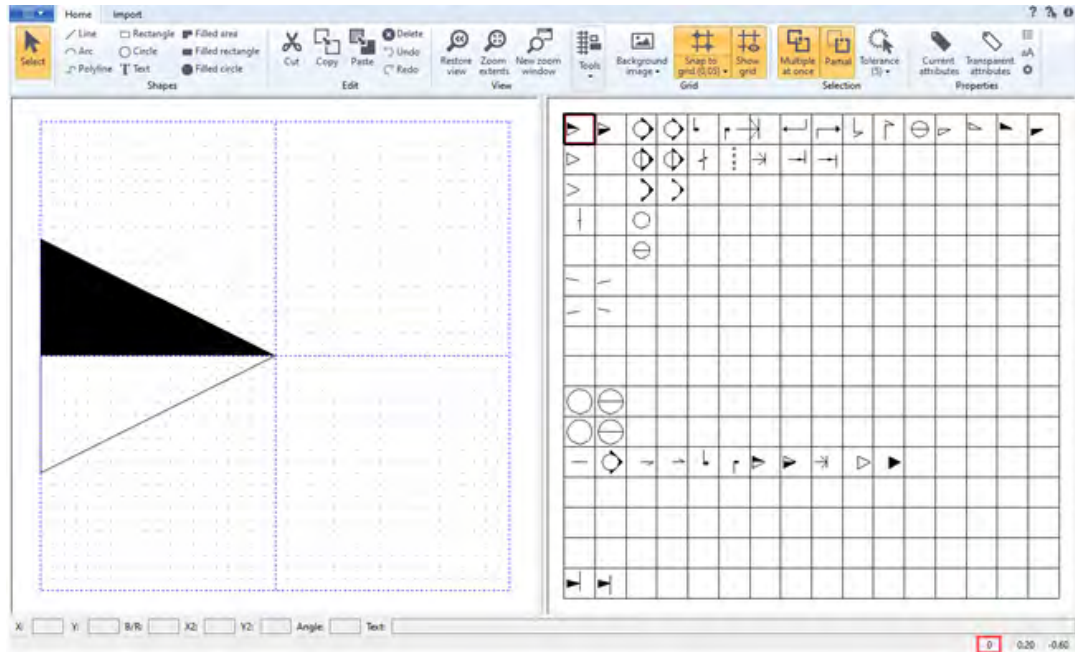 Home Import
Line Rectangle Filled area Delete
Arc Circle Filled rectangle Undo
Polyline Text Filled circle Redo
Select Cut Copy Paste Restore view Zoom extents New zoom window Tools Background image Snap to grid (0,05) Show grid Multiple at once Partial Tolerance (5) Current attributes Transparent attributes
Shapes Edit View Grid Selection Properties
X: Y: B/R: X2: Y2: Angle: Text:
0 0.20 -0.60